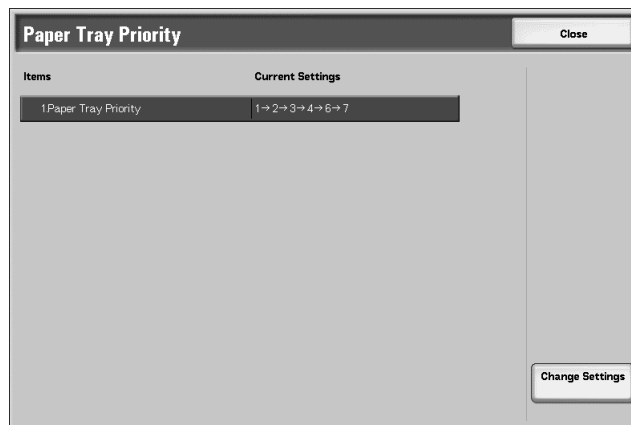 Paper Tray Priority
Close
Items
Current Settings
1.Paper Tray Priority
1→2→3→4→6→7
Change Settings